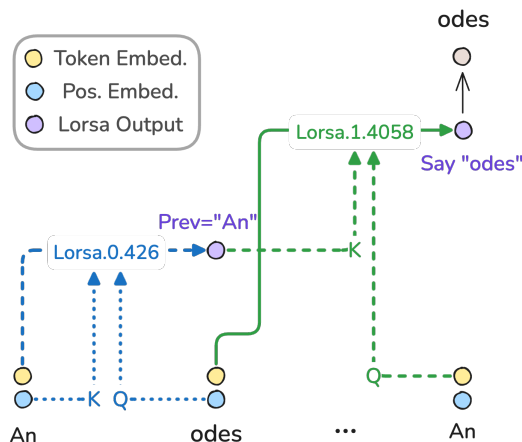 odes
Token Embed.
Pos. Embed.
Lorsa Output
Lorsa.1.4058
Say "odes"
Prev="An"
Lorsa.0.426
K
Q
K Q
An
odes
...
An